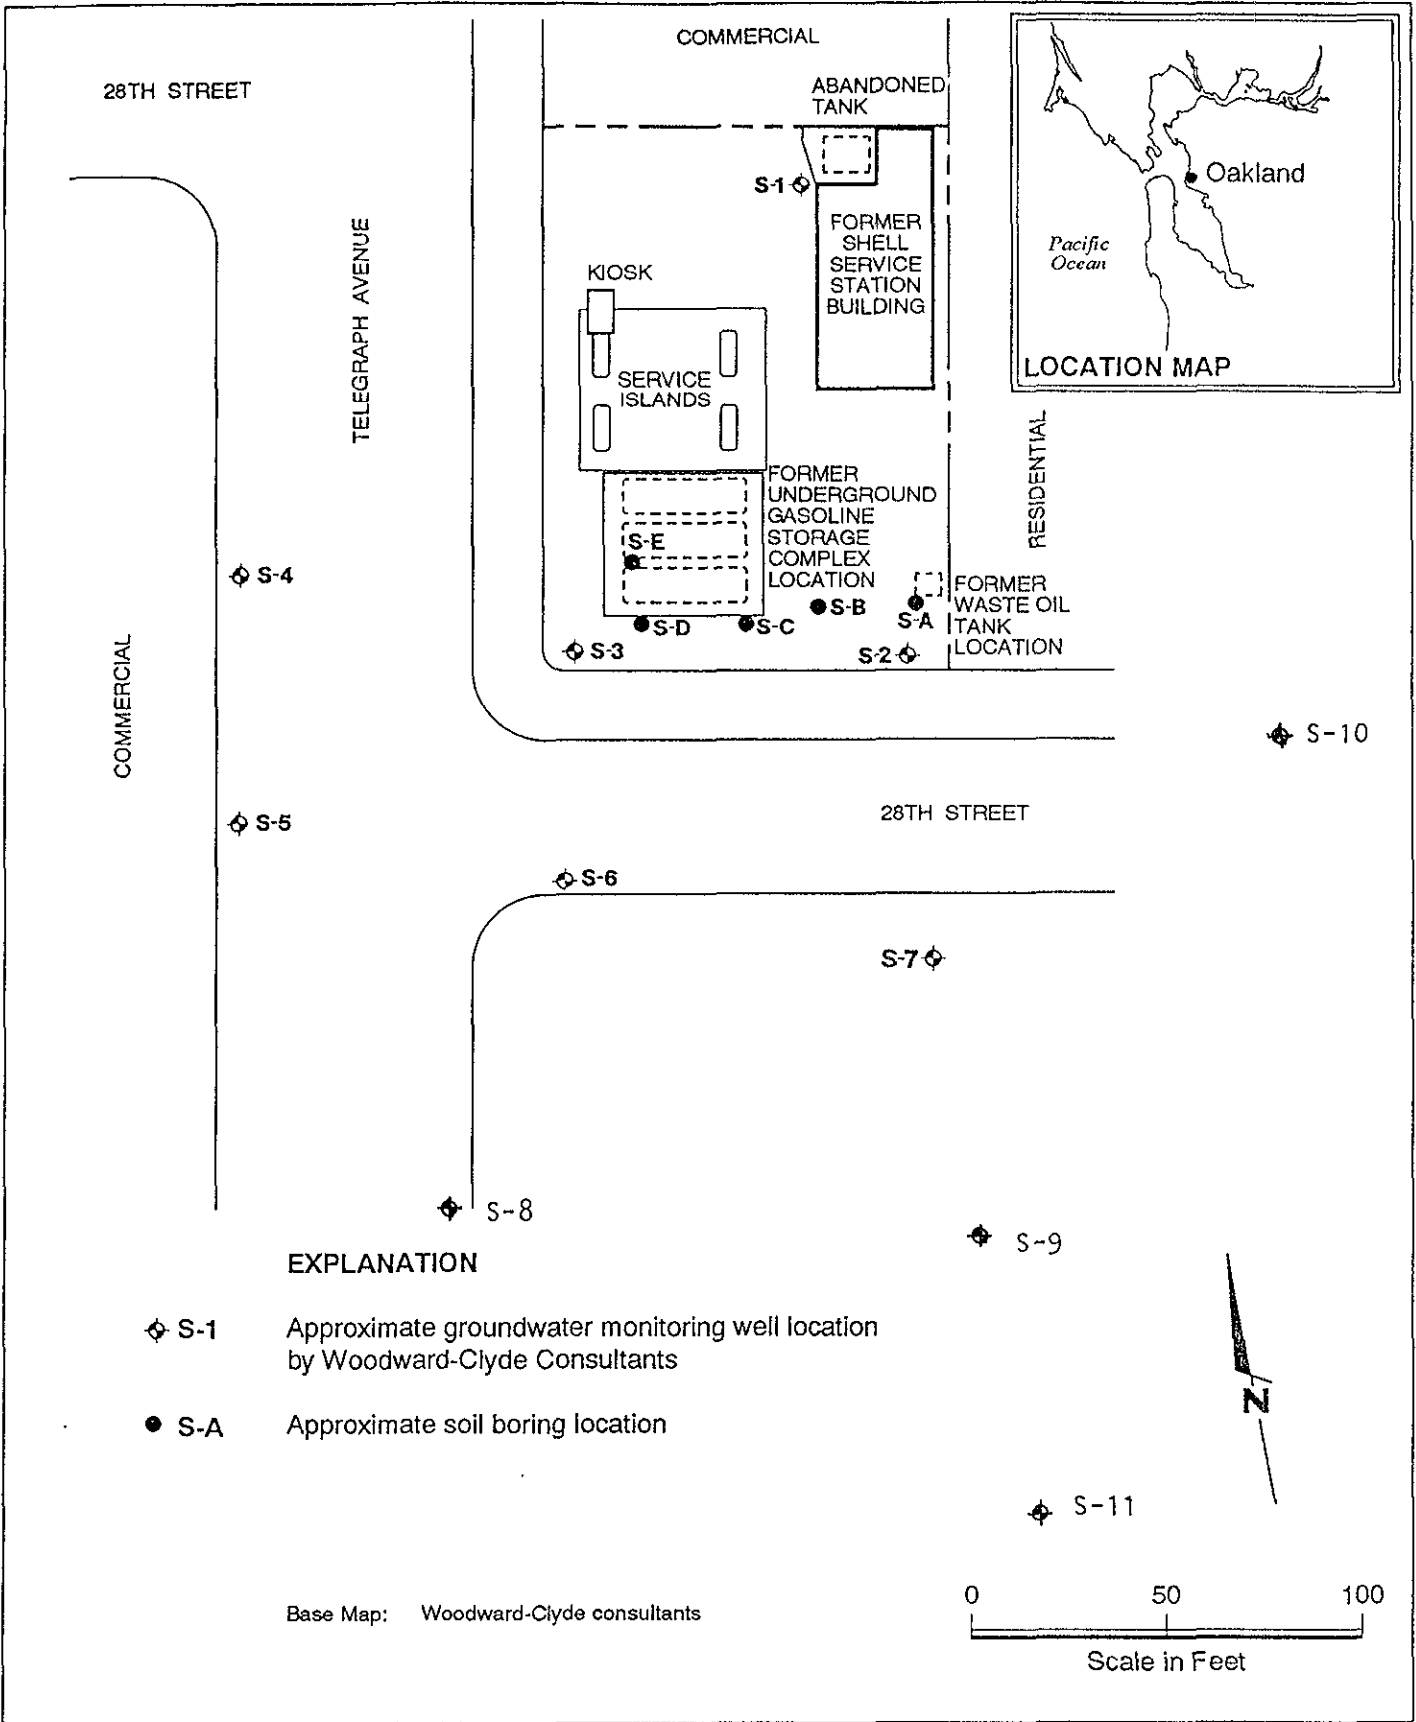 COMMERCIAL
28TH STREET
ABANDONED
TANK
S-1
Oakland
Pacific
Ocean
LOCATION MAP
FORMER
SHELL
SERVICE
STATION
BUILDING
KIOSK
TELEGRAPH AVENUE
SERVICE
ISLANDS
RESIDENTIAL
FORMER
UNDERGROUND
GASOLINE
STORAGE
COMPLEX
LOCATION
S-E
S-4
S-B
S-A
FORMER
WASTE OIL
TANK
LOCATION
S-D
S-C
S-3
S-2
COMMERCIAL
S-10
28TH STREET
S-5
S-6
S-7
S-8
S-9
EXPLANATION
S-1 Approximate groundwater monitoring well location
by Woodward-Clyde Consultants
S-A Approximate soil boring location
N
S-11
Base Map: Woodward-Clyde consultants
0 50 100
Scale in Feet